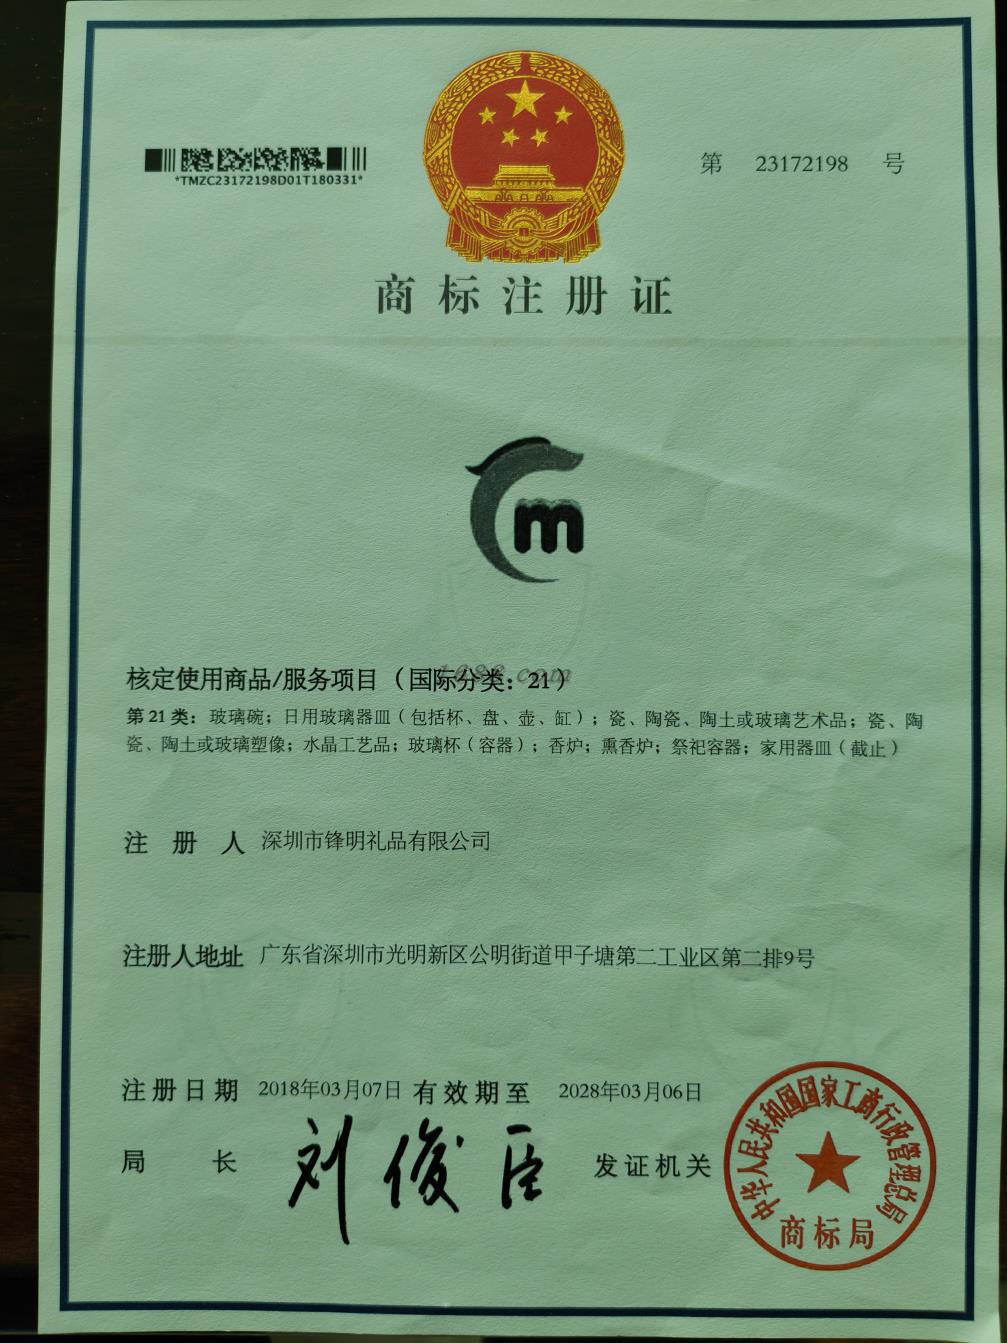 第 23172198 号
*TMZC23172198D01T180331*
商标注册证
m
1688.com
核定使用商品/服务项目（国际分类：21）
第 21 类：玻璃碗；日用玻璃器皿（包括杯、盘、壶、缸）；瓷、陶瓷、陶土或玻璃艺术品；瓷、陶
瓷、陶土或玻璃塑像；水晶工艺品；玻璃杯（容器）；香炉；熏香炉；祭祀容器；家用器皿（截止）
注册人 深圳市锋明礼品有限公司
注册人地址 广东省深圳市光明新区公明街道甲子塘第二工业区第二排9号
注册日期 2018年03月07日 有效期至 2028年03月06日
局长 刘俊臣 发证机关
中华人民共和国国家工商行政管理总局
商标局